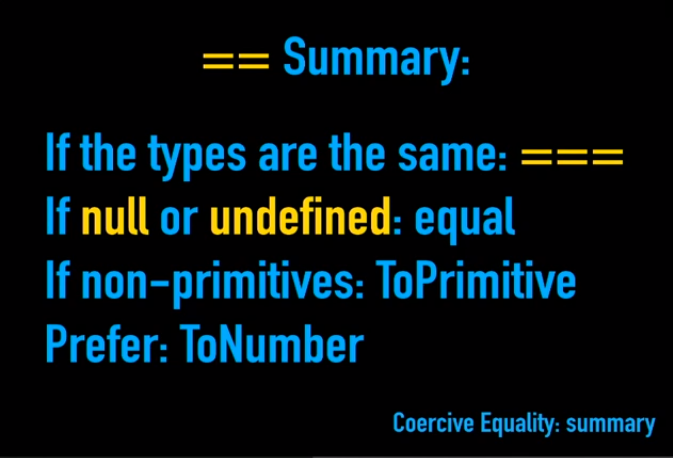 == Summary:
If the types are the same: ===
If null or undefined: equal
If non-primitives: ToPrimitive
Prefer: ToNumber
Coercive Equality: summary